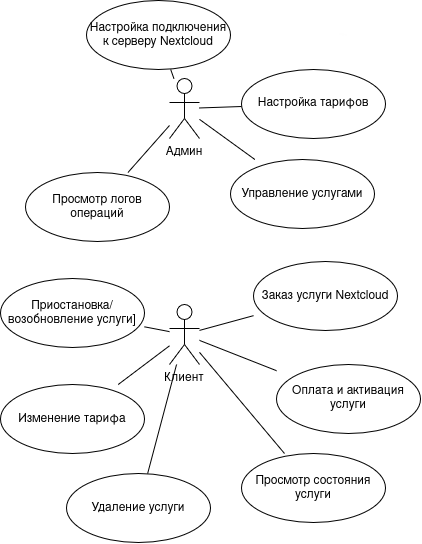 Настройка подключения
к серверу Nextcloud
Настройка тарифов
Админ
Просмотр логов
операций
Управление услугами
Приостановка/
возобновление услуги]
Заказ услуги Nextcloud
Клиент
Оплата и активация
услуги
Изменение тарифа
Просмотр состояния
услуги
Удаление услуги